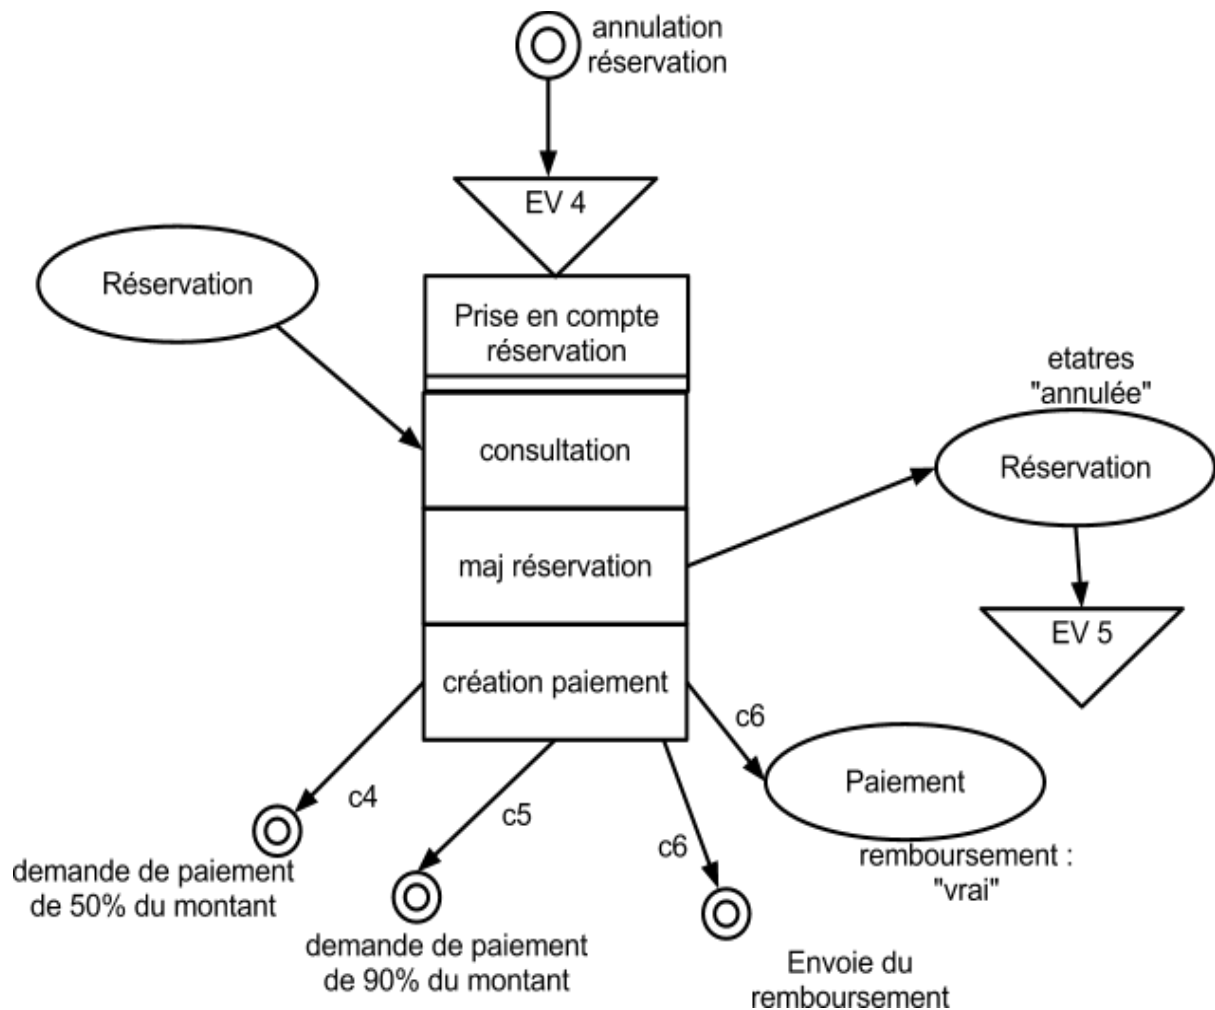 annulation
réservation
EV 4
Réservation
Prise en compte
réservation
etatres
"annulée"
consultation
Réservation
maj réservation
EV 5
création paiement
c6
Paiement
c4
c5
c6
remboursement :
"vrai"
demande de paiement
de 50% du montant
demande de paiement
de 90% du montant
Envoie du
remboursement